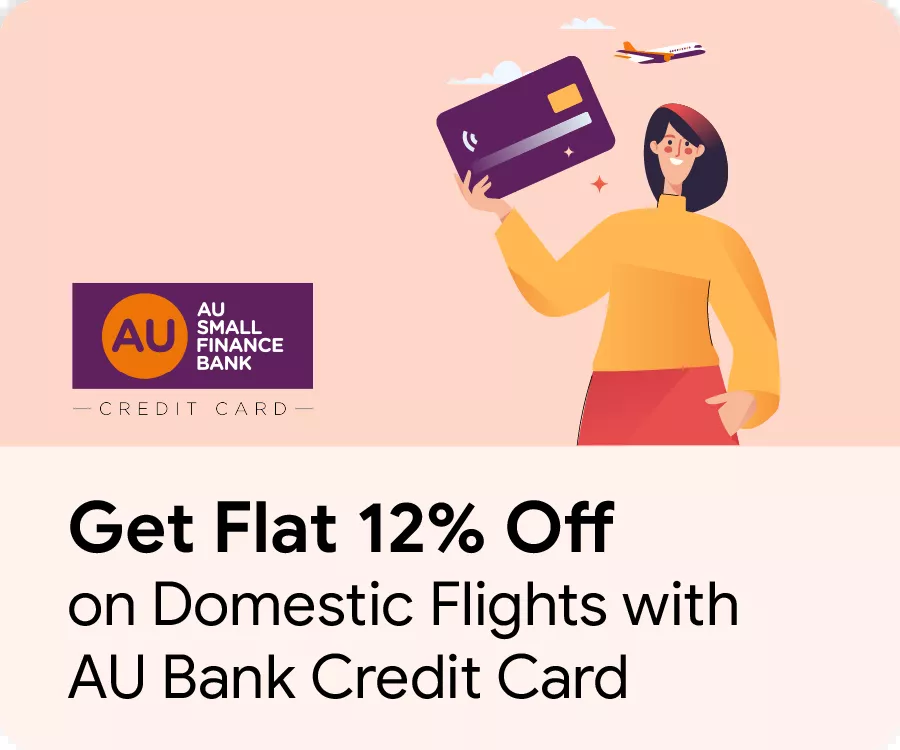 AU
AU
SMALL
FINANCE
BANK
CREDIT CARD
Get Flat 12% Off
on Domestic Flights with
AU Bank Credit Card